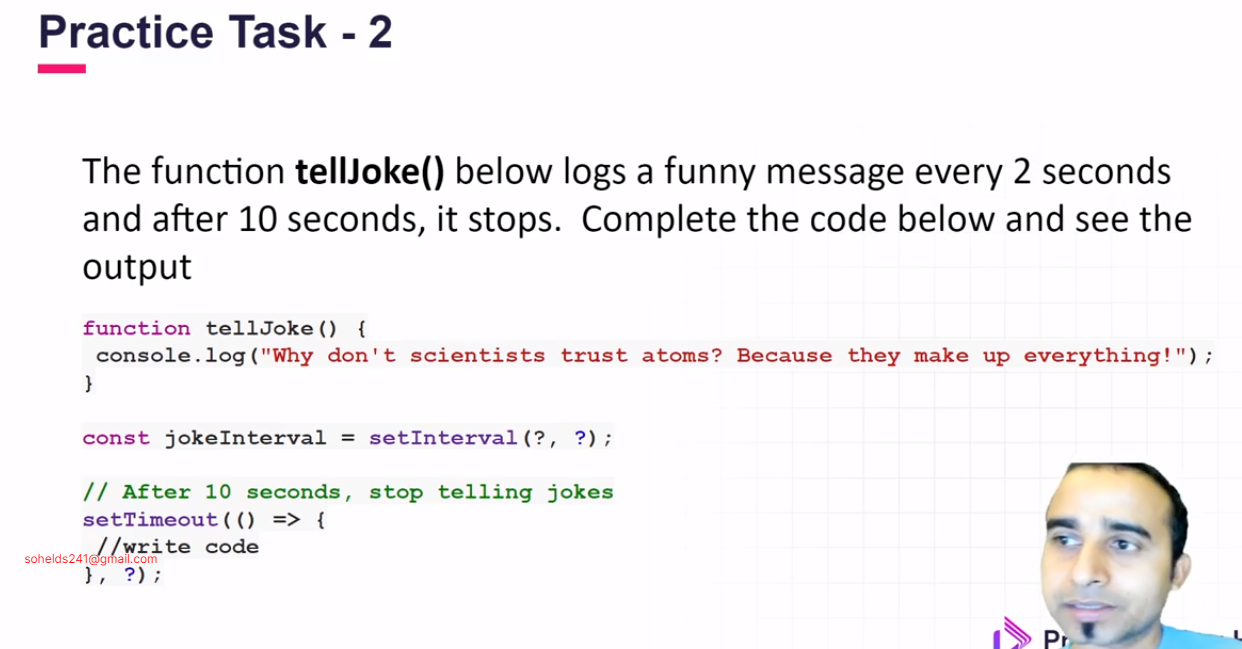 Practice Task - 2
The function tellJoke() below logs a funny message every 2 seconds
and after 10 seconds, it stops.  Complete the code below and see the
output
function tellJoke() {
 console.log("Why don't scientists trust atoms? Because they make up everything!");
}
const jokeInterval = setInterval(?, ?);
// After 10 seconds, stop telling jokes
setTimeout(() => {
 //write code
sohelds241@gmail.com
}, ?);